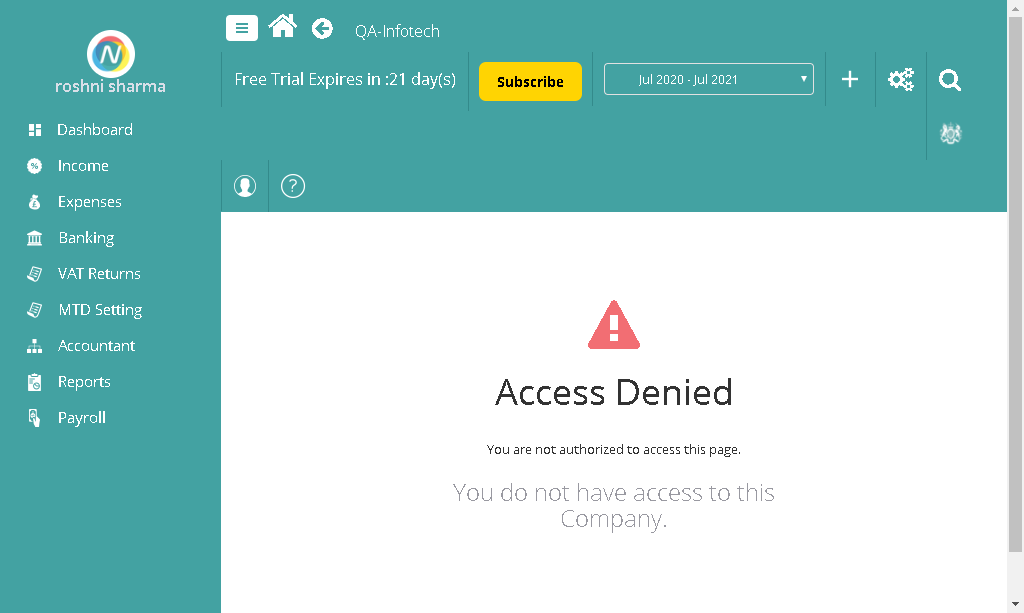 QA-Infotech
Free Trial Expires in :21 day(s)
Subscribe
Jul 2020 - Jul 2021
N
roshni sharma
Dashboard
Income
Expenses
Banking
VAT Returns
MTD Setting
Accountant
Reports
Payroll
?
Access Denied
You are not authorized to access this page.
You do not have access to this
Company.